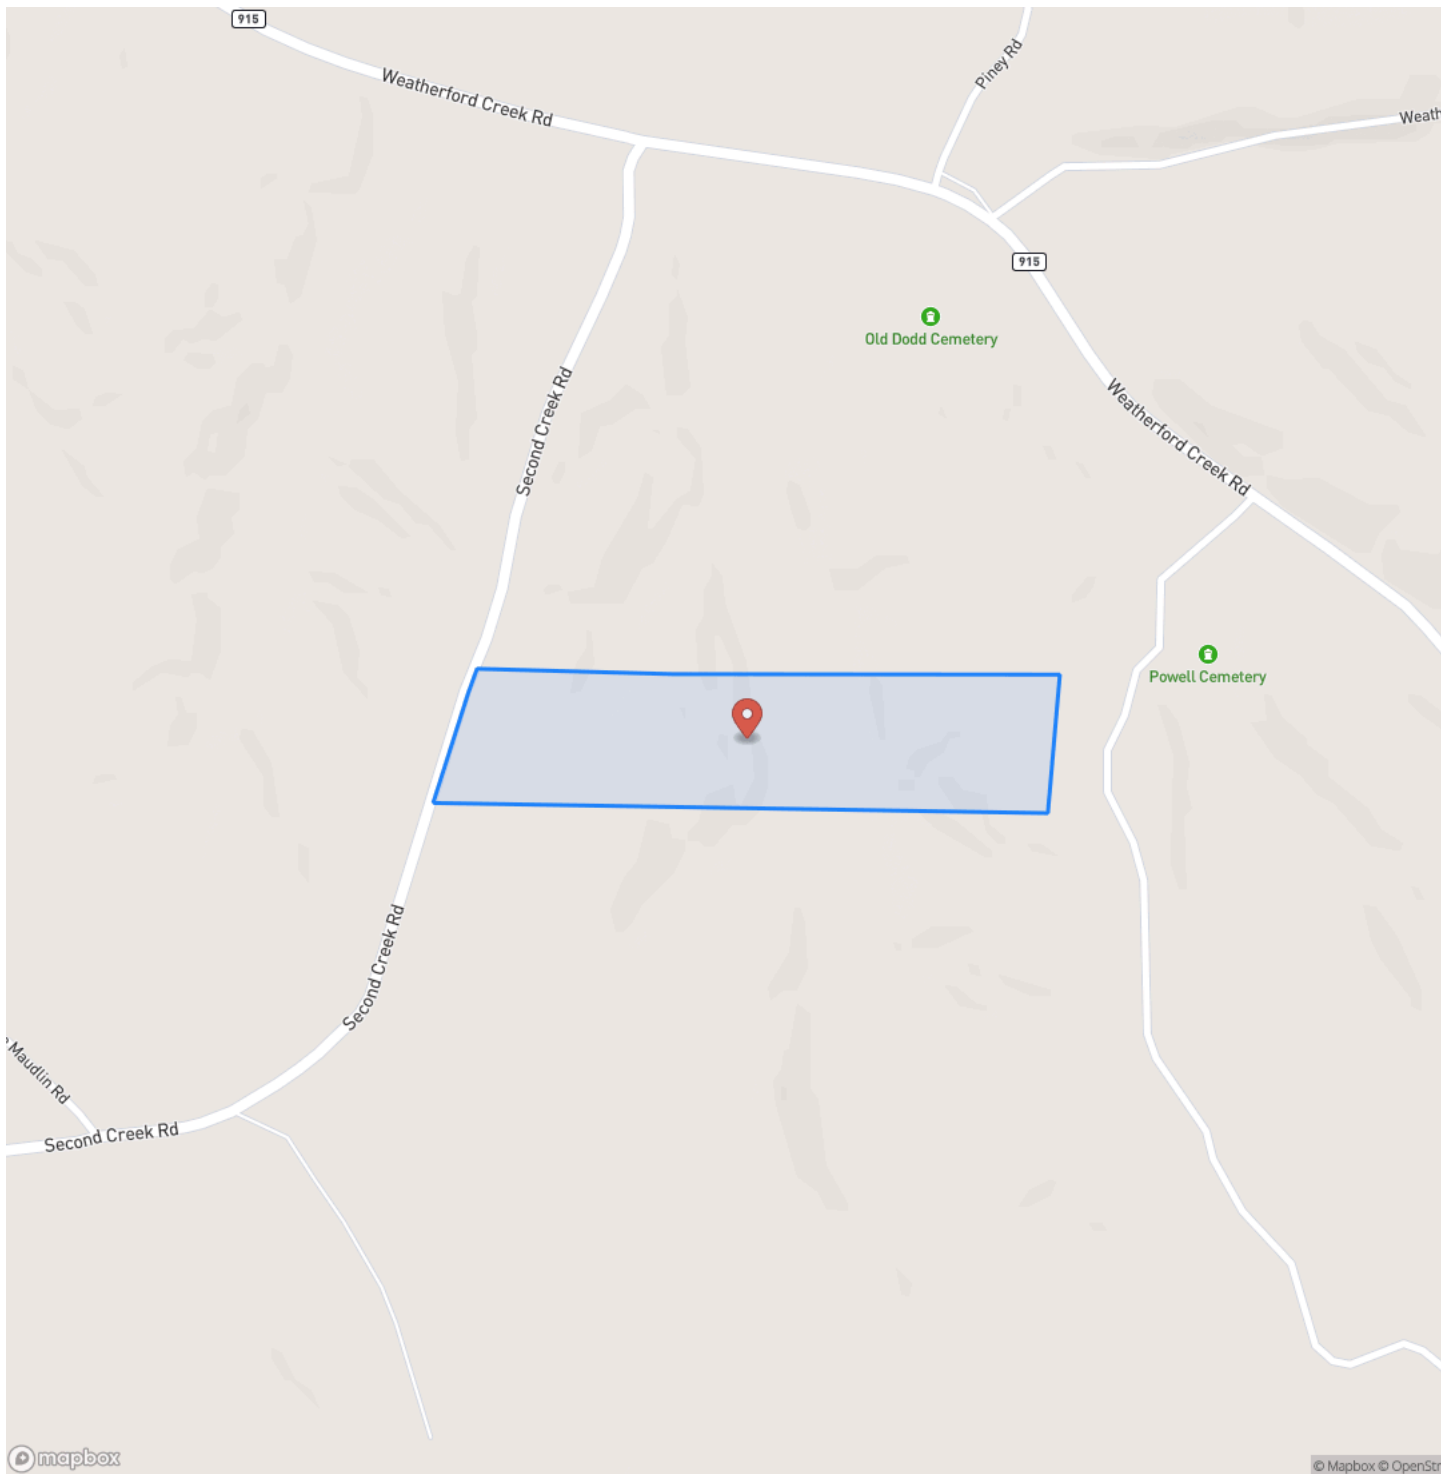 915
Weatherford Creek Rd
Piney Rd
Weath
915
Old Dodd Cemetery
Second Creek Rd
Weatherford Creek Rd
Powell Cemetery
Second Creek Rd
Maudlin Rd
Second Creek Rd
mapbox
© Mapbox © OpenStr